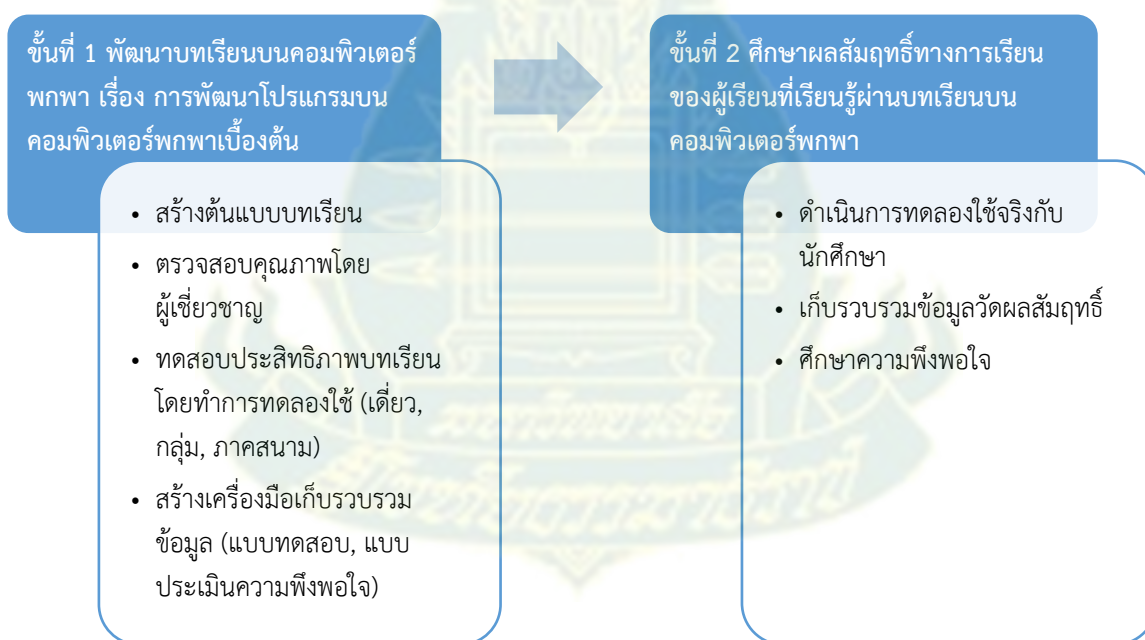 ขั้นที่ 1 พัฒนาบทเรียนบนคอมพิวเตอร์
พกพา เรื่อง การพัฒนาโปรแกรมบน
คอมพิวเตอร์พกพาเบื้องต้น
• สร้างต้นแบบบทเรียน
• ตรวจสอบคุณภาพโดย
ผู้เชี่ยวชาญ
• ทดสอบประสิทธิภาพบทเรียน
โดยทำการทดลองใช้ (เดี่ยว,
กลุ่ม, ภาคสนาม)
• สร้างเครื่องมือเก็บรวบรวม
ข้อมูล (แบบทดสอบ, แบบ
ประเมินความพึงพอใจ)
ขั้นที่ 2 ศึกษาผลสัมฤทธิ์ทางการเรียน
ของผู้เรียนที่เรียนรู้ผ่านบทเรียนบน
คอมพิวเตอร์พกพา
• ดำเนินการทดลองใช้จริงกับ
นักศึกษา
• เก็บรวบรวมข้อมูลวัดผลสัมฤทธิ์
• ศึกษาความพึงพอใจ